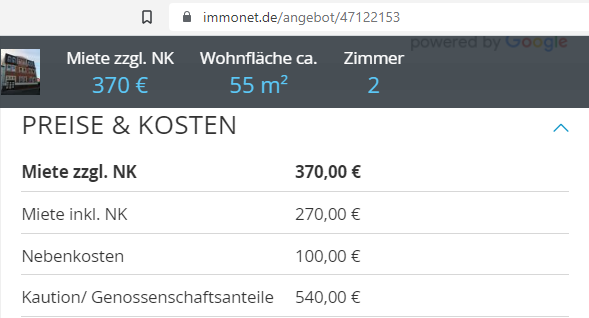 immonet.de/angebot/47122153
powered by Google
Miete zzgl. NK Wohnfläche ca. Zimmer
370 € 55 m² 2
PREISE & KOSTEN
Miete zzgl. NK 370,00 €
Miete inkl. NK 270,00 €
Nebenkosten 100,00 €
Kaution/ Genossenschaftsanteile 540,00 €